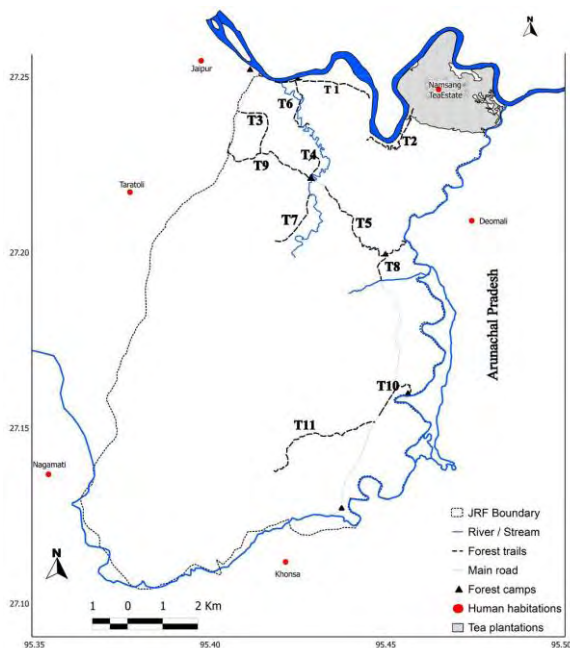 N
27.25
Jaipur
Namsang
TeaEstate
T6
T1
T3
T2
T4
T9
Taratoli
T7
T5
Deomali
27.20
T8
Arunachal Pradesh
T10
27.15
T11
Nagamati
JRF Boundary
River / Stream
Forest trails
Main road
Forest camps
Human habitations
Tea plantations
N
Khonsa
27.10
1 0 1 2 Km
95.35 95.40 95.45 95.50